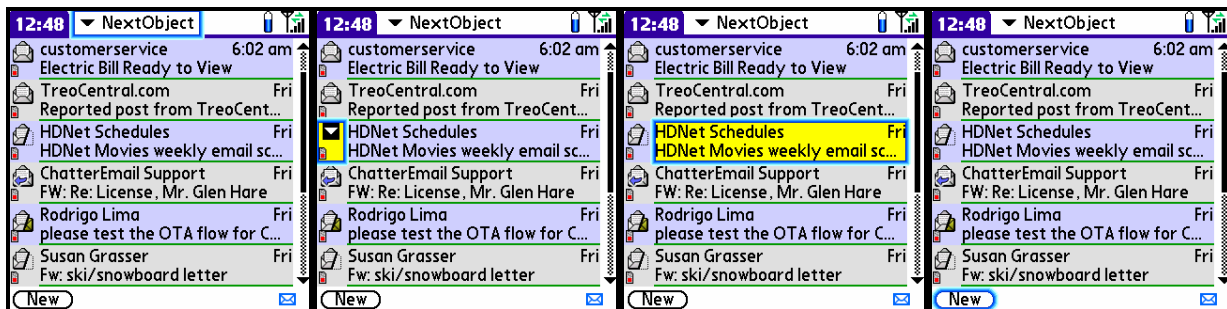 12:48 NextObject
customerservice 6:02 am
Electric Bill Ready to View
TreoCentral.com Fri
Reported post from TreoCent...
HDNet Schedules Fri
HDNet Movies weekly email sc...
ChatterEmail Support Fri
FW: Re: License, Mr. Glen Hare
Rodrigo Lima Fri
please test the OTA flow for C...
Susan Grasser Fri
Fw: ski/snowboard letter
New
12:48 NextObject
customerservice 6:02 am
Electric Bill Ready to View
TreoCentral.com Fri
Reported post from TreoCent...
HDNet Schedules Fri
HDNet Movies weekly email sc...
ChatterEmail Support Fri
FW: Re: License, Mr. Glen Hare
Rodrigo Lima Fri
please test the OTA flow for C...
Susan Grasser Fri
Fw: ski/snowboard letter
New
12:48 NextObject
customerservice 6:02 am
Electric Bill Ready to View
TreoCentral.com Fri
Reported post from TreoCent...
HDNet Schedules Fri
HDNet Movies weekly email sc...
ChatterEmail Support Fri
FW: Re: License, Mr. Glen Hare
Rodrigo Lima Fri
please test the OTA flow for C...
Susan Grasser Fri
Fw: ski/snowboard letter
New
12:48 NextObject
customerservice 6:02 am
Electric Bill Ready to View
TreoCentral.com Fri
Reported post from TreoCent...
HDNet Schedules Fri
HDNet Movies weekly email sc...
ChatterEmail Support Fri
FW: Re: License, Mr. Glen Hare
Rodrigo Lima Fri
please test the OTA flow for C...
Susan Grasser Fri
Fw: ski/snowboard letter
New